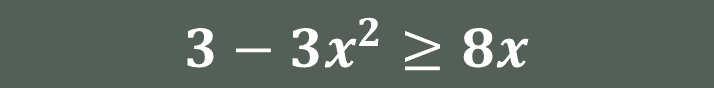 3 − 3x² ≥ 8x